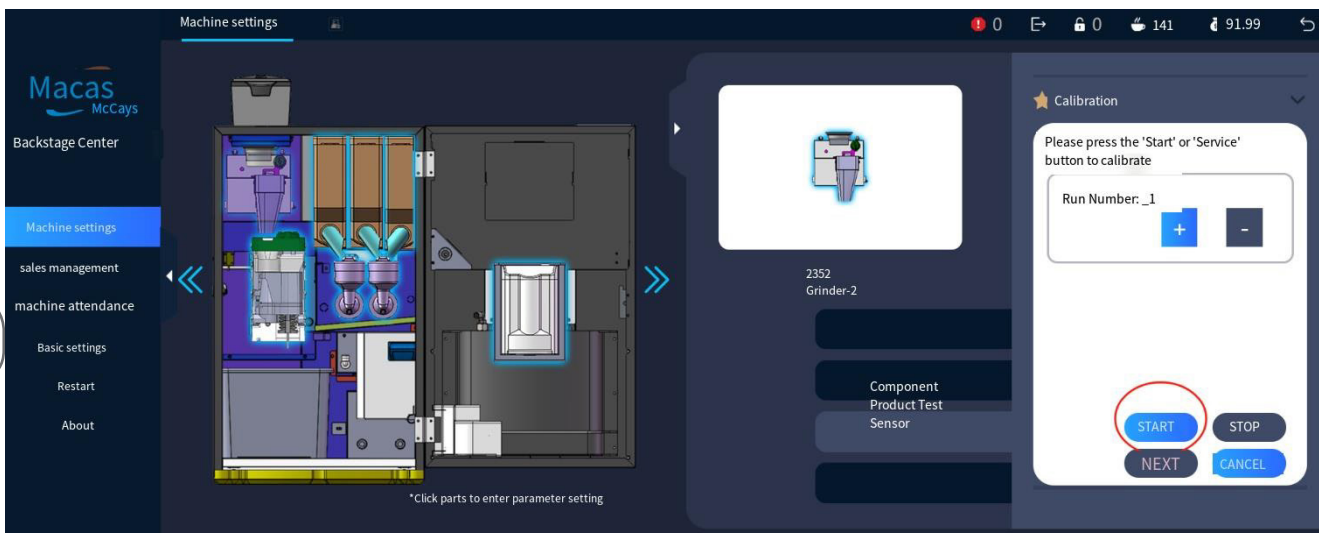 Machine settings
0
0
141
91.99
Macas
McCays
Backstage Center
Machine settings
sales management
machine attendance
Basic settings
Restart
About
*Click parts to enter parameter setting
2352
Grinder-2
Component
Product Test
Sensor
Calibration
Please press the 'Start' or 'Service'
button to calibrate
Run Number: _1
+ -
START STOP
NEXT CANCEL